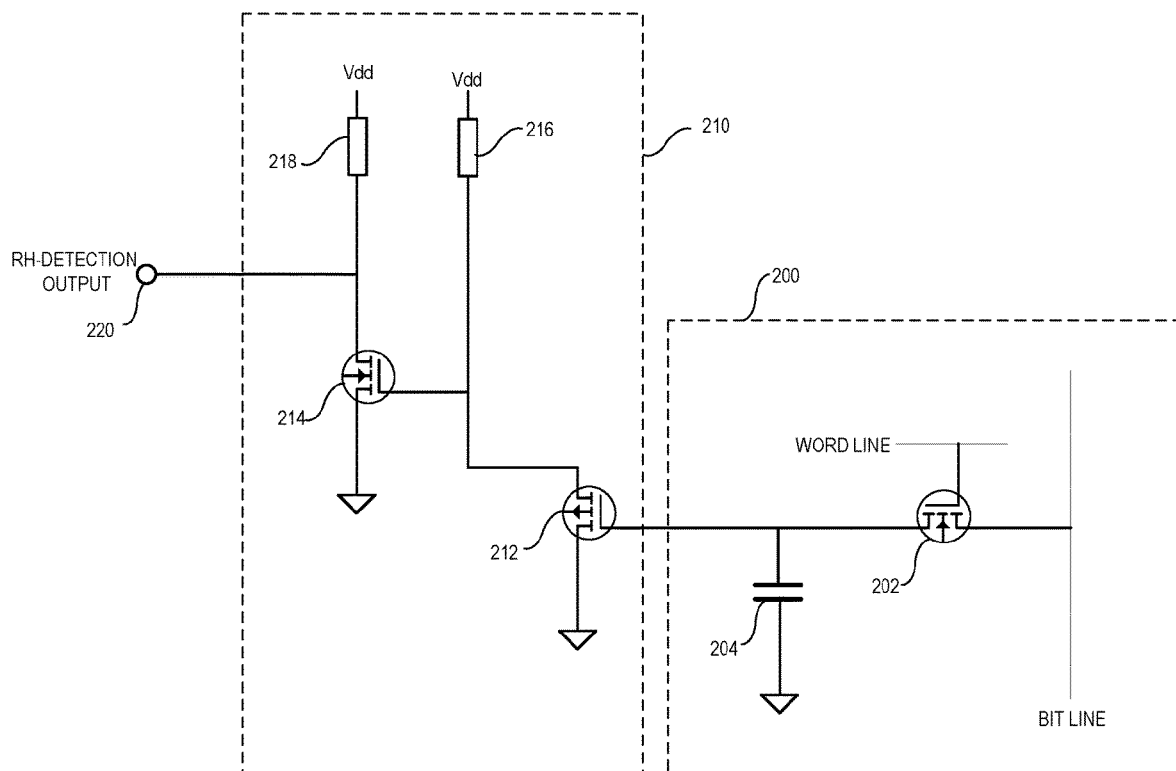 Vdd
Vdd
218
216
210
RH-DETECTION
OUTPUT
220
200
214
WORD LINE
212
202
204
BIT LINE